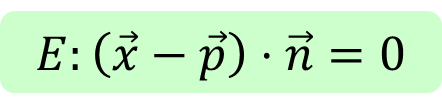 E: (x⃗ − p⃗) · n⃗ = 0